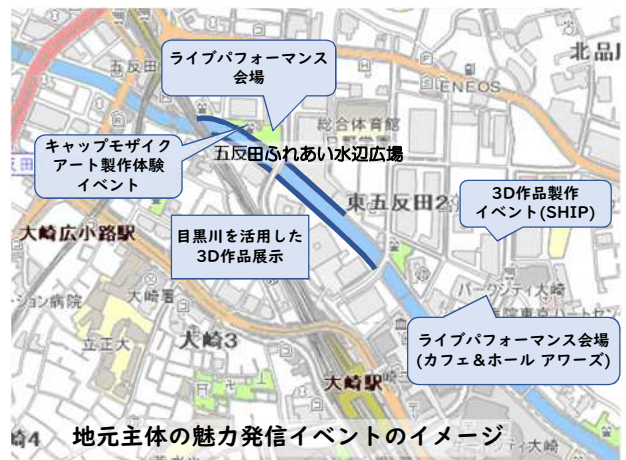 ライブパフォーマンス
会場
北品川
五反田
ENEOS
総合体育館
キャップモザイク
アート製作体験
イベント
五反田ふれあい水辺広場
東五反田2
3D作品製作
イベント(SHIP)
大崎広小路駅
目黒川を活用した
3D作品展示
大崎署
パークシティ大崎
立正大
大崎3
ライブパフォーマンス会場
(カフェ&ホール アワーズ)
大崎駅
地元主体の魅力発信イベントのイメージ